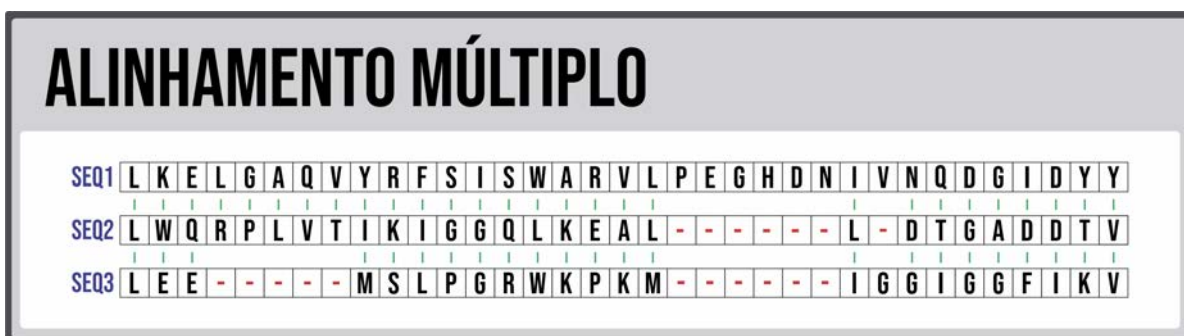 ALINHAMENTO MÚLTIPLO
SEQ1 L K E L G A Q V Y R F S I S W A R V L P E G H D N I V N Q D G I D Y Y
SEQ2 L W Q R P L V T I K I G G Q L K E A L - - - - - - L - D T G A D D T V
SEQ3 L E E - - - - - M S L P G R W K P K M - - - - - - I G G I G G F I K V